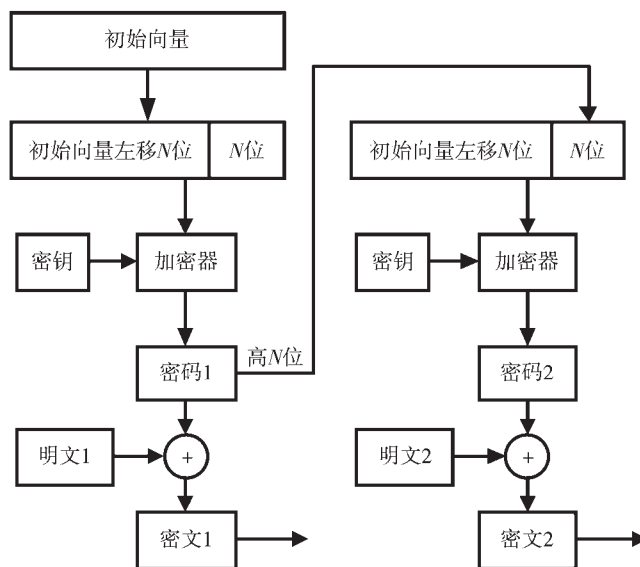 初始向量
初始向量左移N位
N位
初始向量左移N位
N位
密钥
加密器
密钥
加密器
高N位
密码1
密码2
明文1
+
明文2
+
密文1
密文2